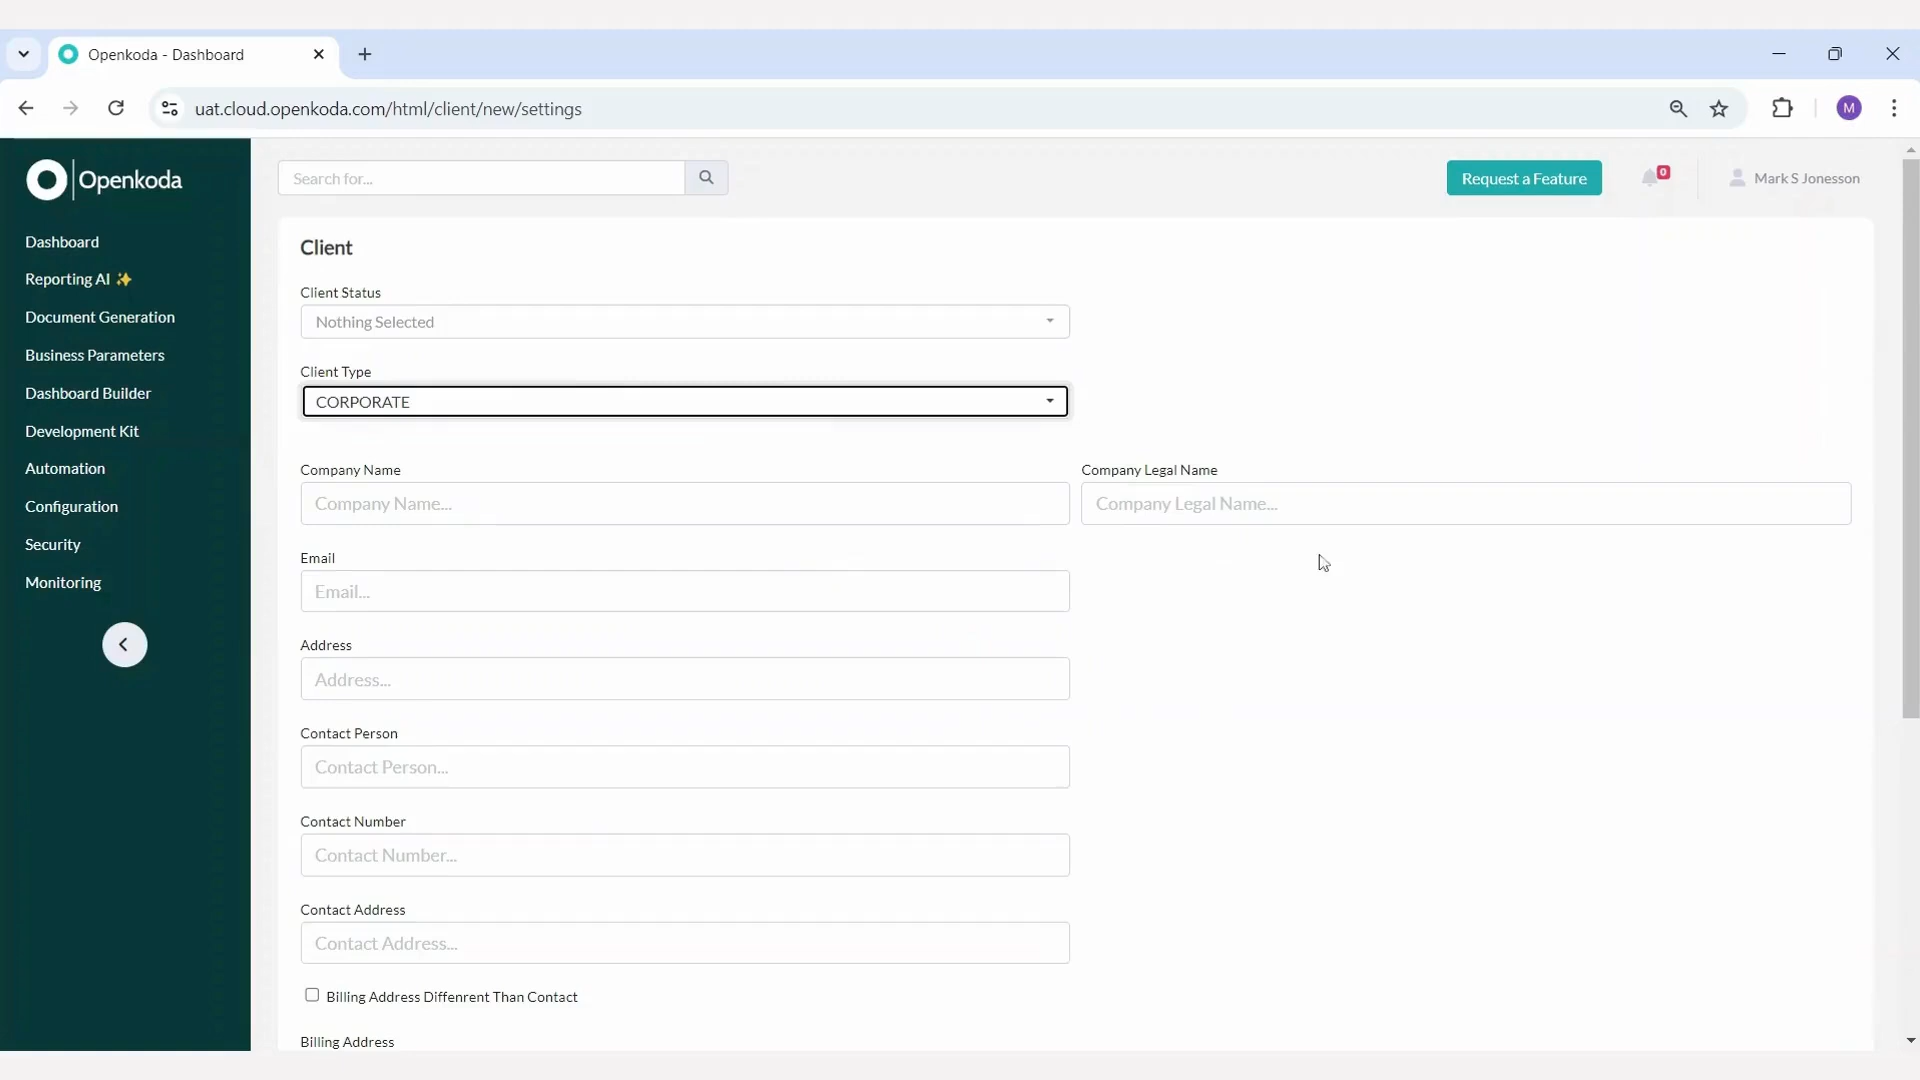 Openkoda - Dashboard
uat.cloud.openkoda.com/html/client/new/settings
M
Openkoda
Search for...
Request a Feature
0
Mark S Jonesson
Dashboard
Reporting AI ✨
Document Generation
Business Parameters
Dashboard Builder
Development Kit
Automation
Configuration
Security
Monitoring
Client
Client Status
Nothing Selected
Client Type
CORPORATE
Company Name
Company Legal Name
Company Name...
Company Legal Name...
Email
Email...
Address
Address...
Contact Person
Contact Person...
Contact Number
Contact Number...
Contact Address
Contact Address...
Billing Address Diffenrent Than Contact
Billing Address